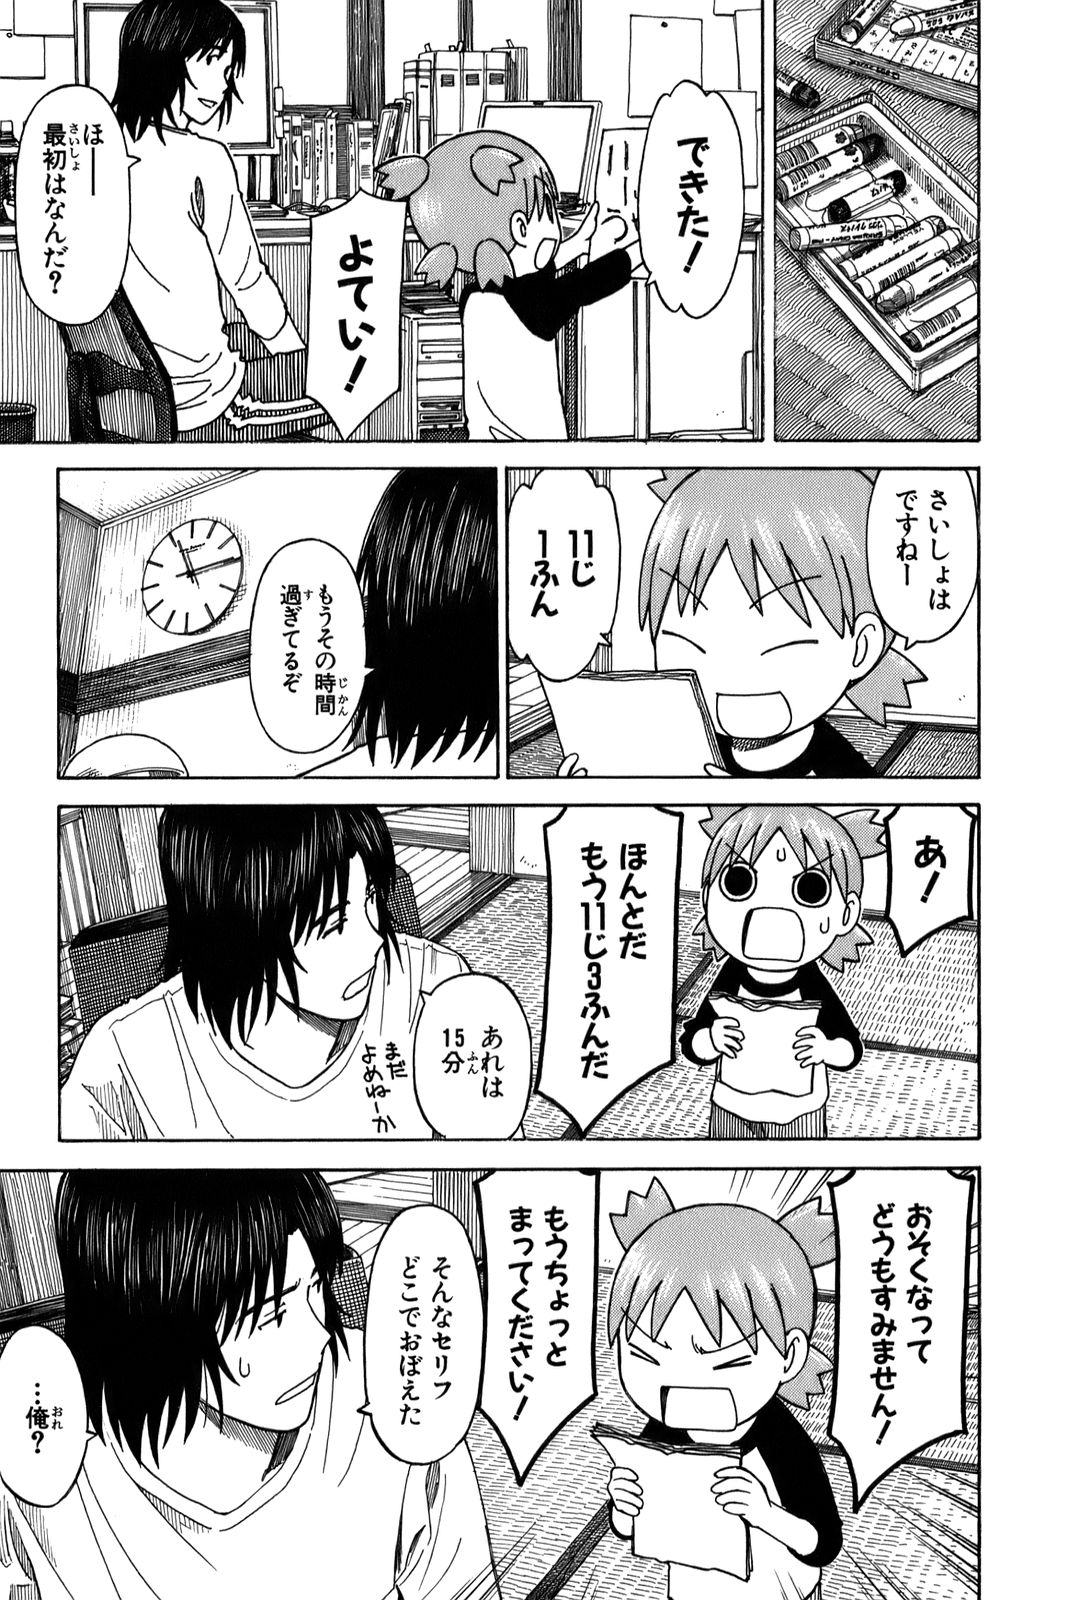 できた！
よてい！
ほー
最初はなんだ？
さいしょは
ですねー
11じ
1ふん
もうその時間
過ぎてるぞ
あ！
ほんとだ
もう11じ3ふんだ
あれは
15分
まだ
よめねーか
おそくなって
どうもすみません！
もうちょっと
まってください！
そんなセリフ
どこでおぼえた
…俺？